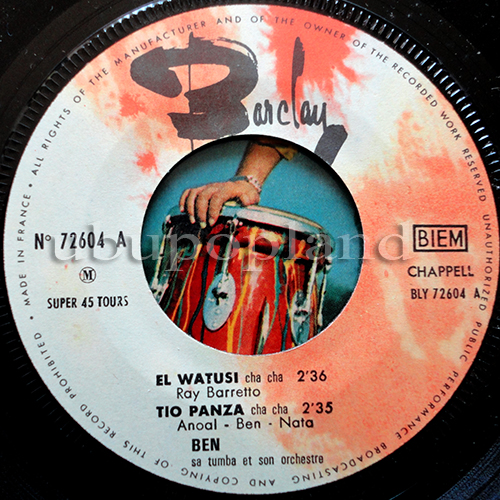 ALL RIGHTS OF THE MANUFACTURER AND OF THE OWNER OF THE RECORDED WORK RESERVED
UNAUTHORIZED PUBLIC PERFORMANCE BROADCASTING AND COPYING OF THIS RECORD PROHIBITED • MADE IN FRANCE •
Barclay
N° 72604 A
BIEM
ubupopland
M
CHAPPELL
SUPER 45 TOURS
BLY 72604 A
EL WATUSI cha cha 2'36
Ray Barretto
TIO PANZA cha cha 2'35
Anoal - Ben - Nata
BEN
sa tumba et son orchestre